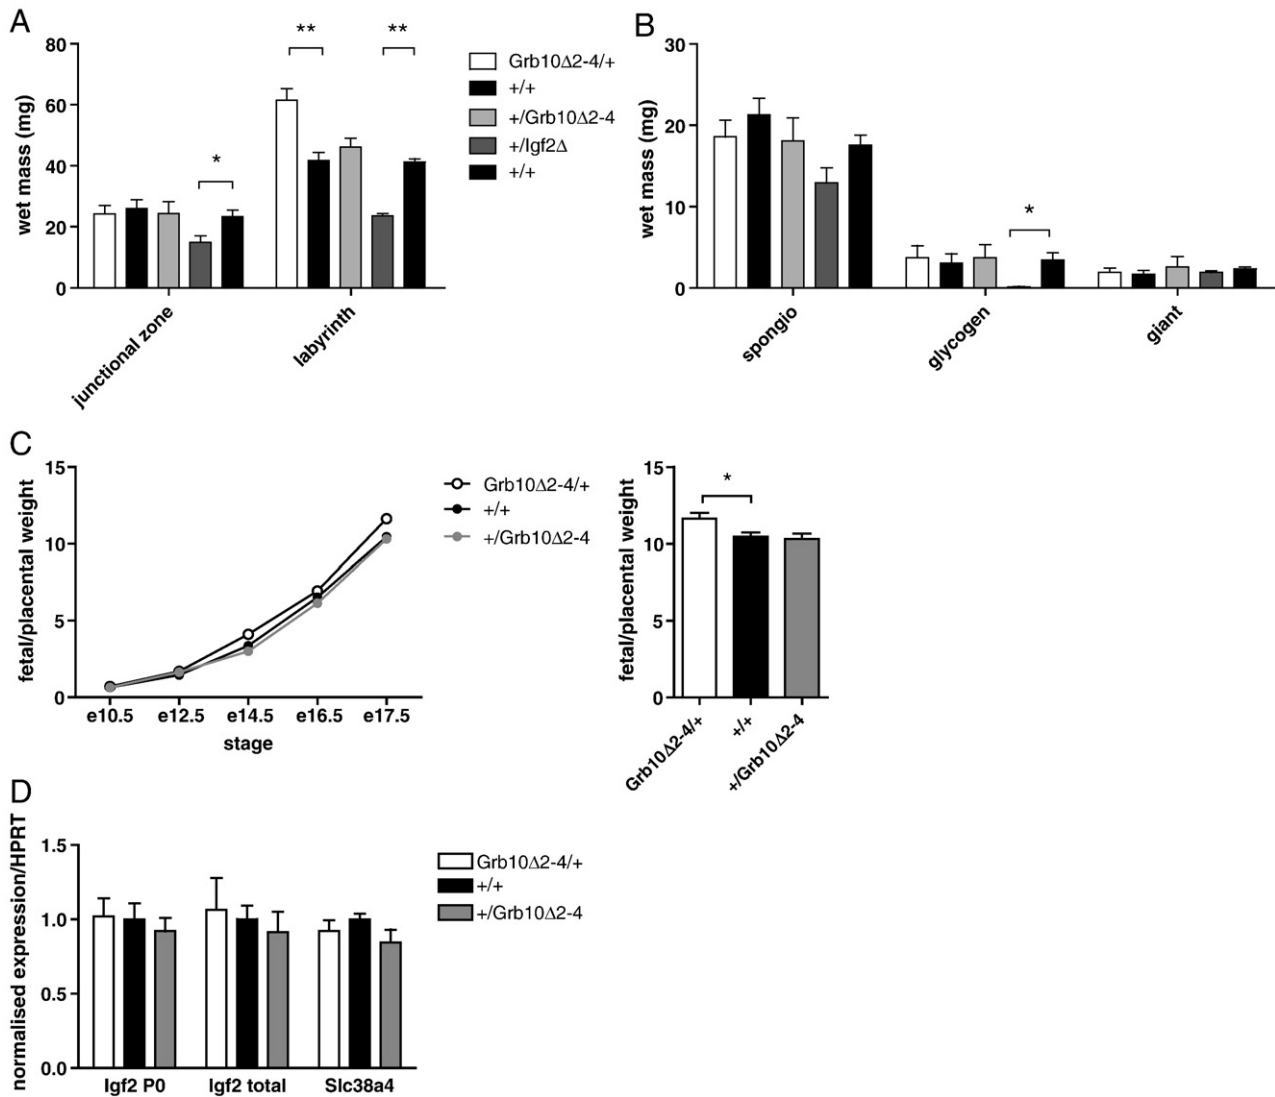 A
wet mass (mg)
80
60
40
20
0
**
**
*
junctional zone
labyrinth
Grb10Δ2-4/+
+/+
+/Grb10Δ2-4
+/Igf2Δ
+/+
B
wet mass (mg)
30
20
10
0
*
spongio
glycogen
giant
C
fetal/placental weight
15
10
5
0
e10.5 e12.5 e14.5 e16.5 e17.5
stage
Grb10Δ2-4/+
+/+
+/Grb10Δ2-4
fetal/placental weight
15
10
5
0
*
Grb10Δ2-4/+
+/+
+/Grb10Δ2-4
D
normalised expression/HPRT
1.5
1.0
0.5
0.0
Igf2 P0 Igf2 total Slc38a4
Grb10Δ2-4/+
+/+
+/Grb10Δ2-4